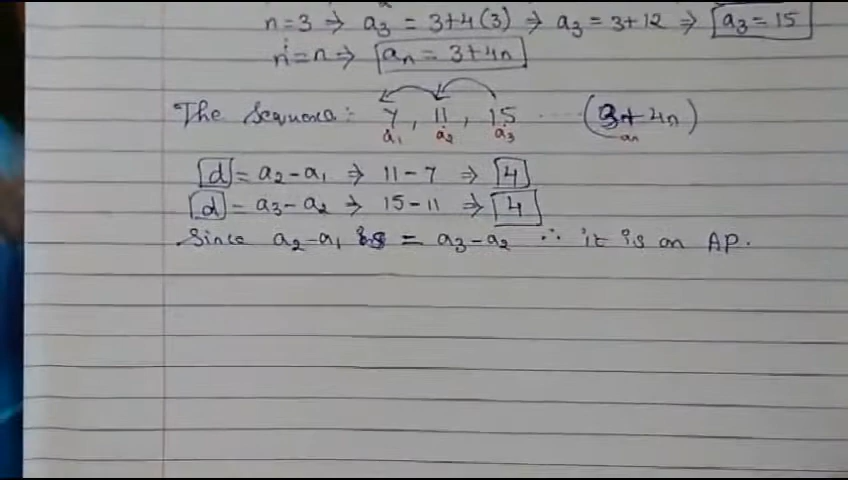 n=3 ⇒ a₃ = 3+4(3) ⇒ a₃ = 3+12 ⇒ a₃ = 15
n=n ⇒ aₙ = 3+4n
The Sequence: 7, 11, 15 ... (3+4n)
a₁ a₂ a₃ aₙ
d = a₂-a₁ ⇒ 11-7 ⇒ 4
d = a₃-a₂ ⇒ 15-11 ⇒ 4
Since a₂-a₁ = a₃-a₂ ∴ it is an AP.